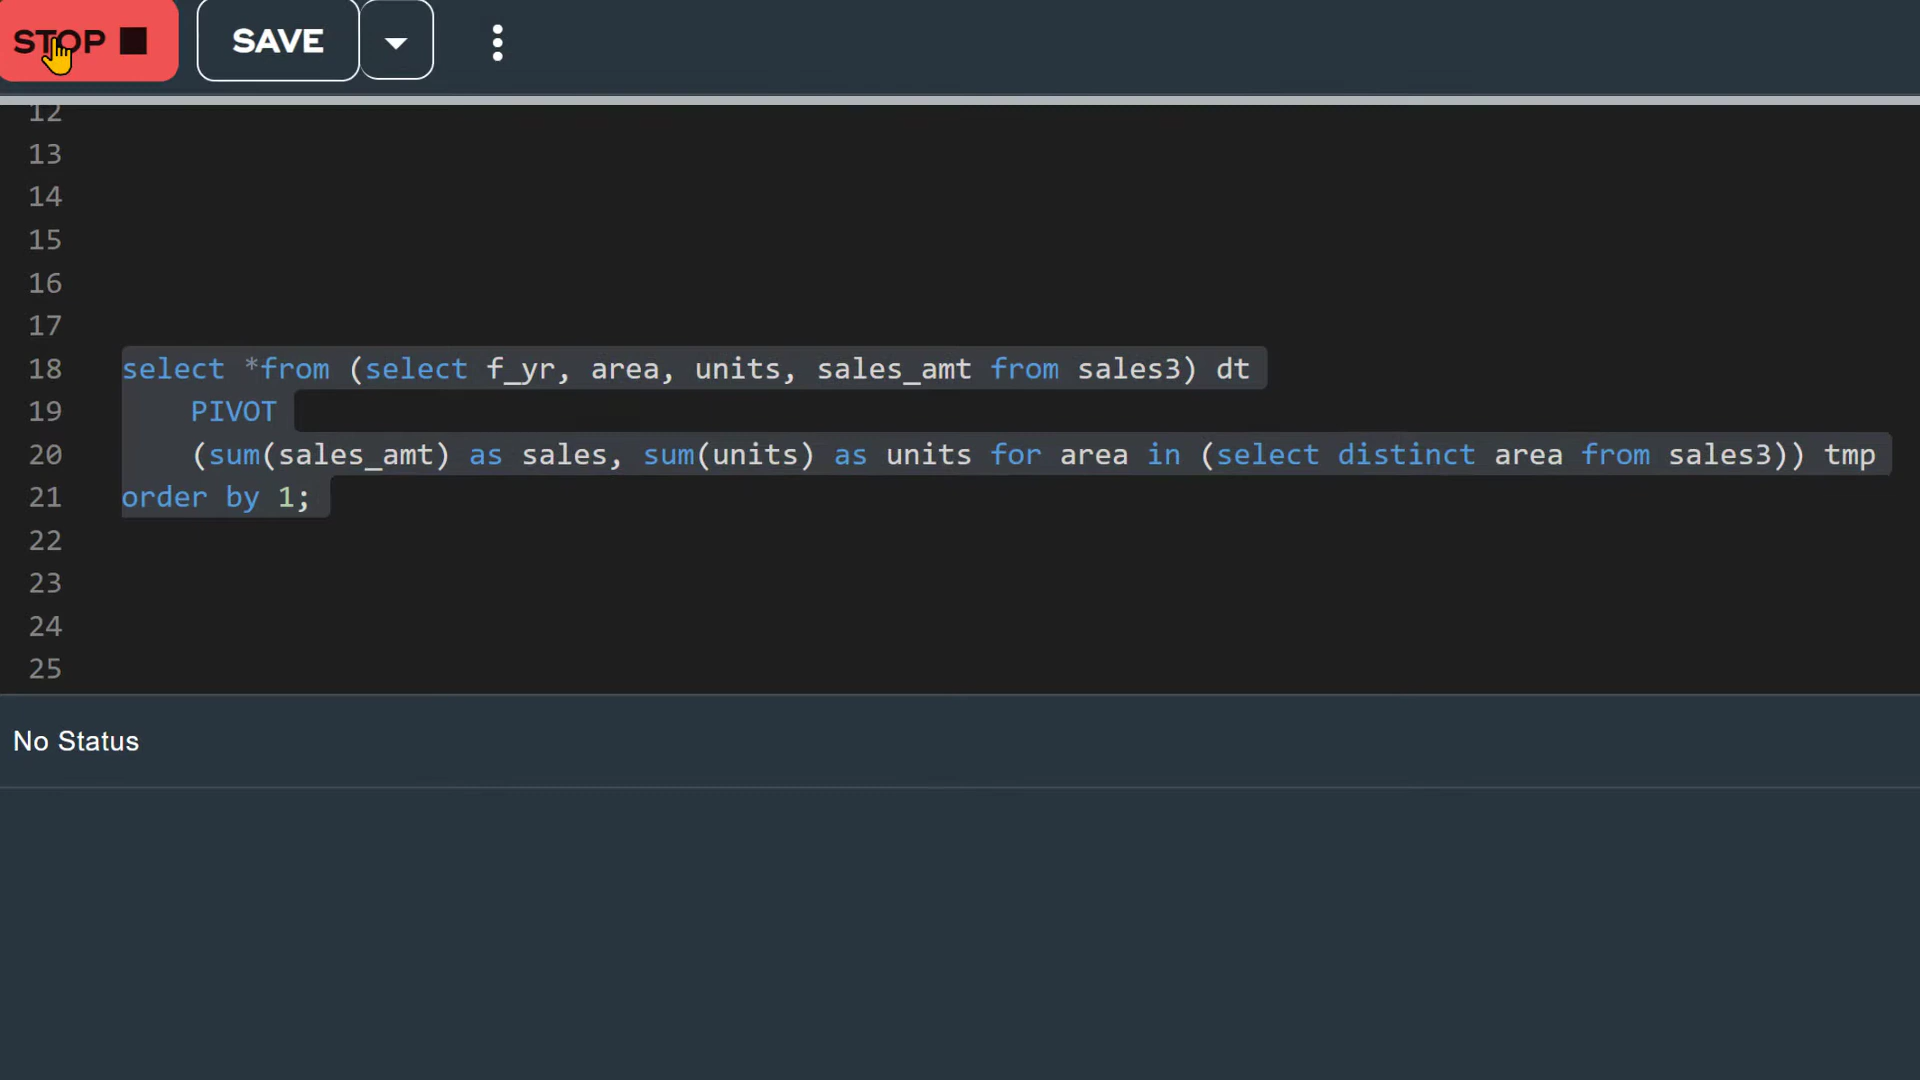 STOP
SAVE
12
13
14
15
16
17
18 select *from (select f_yr, area, units, sales_amt from sales3) dt
19 PIVOT
20 (sum(sales_amt) as sales, sum(units) as units for area in (select distinct area from sales3)) tmp
21 order by 1;
22
23
24
25
No Status